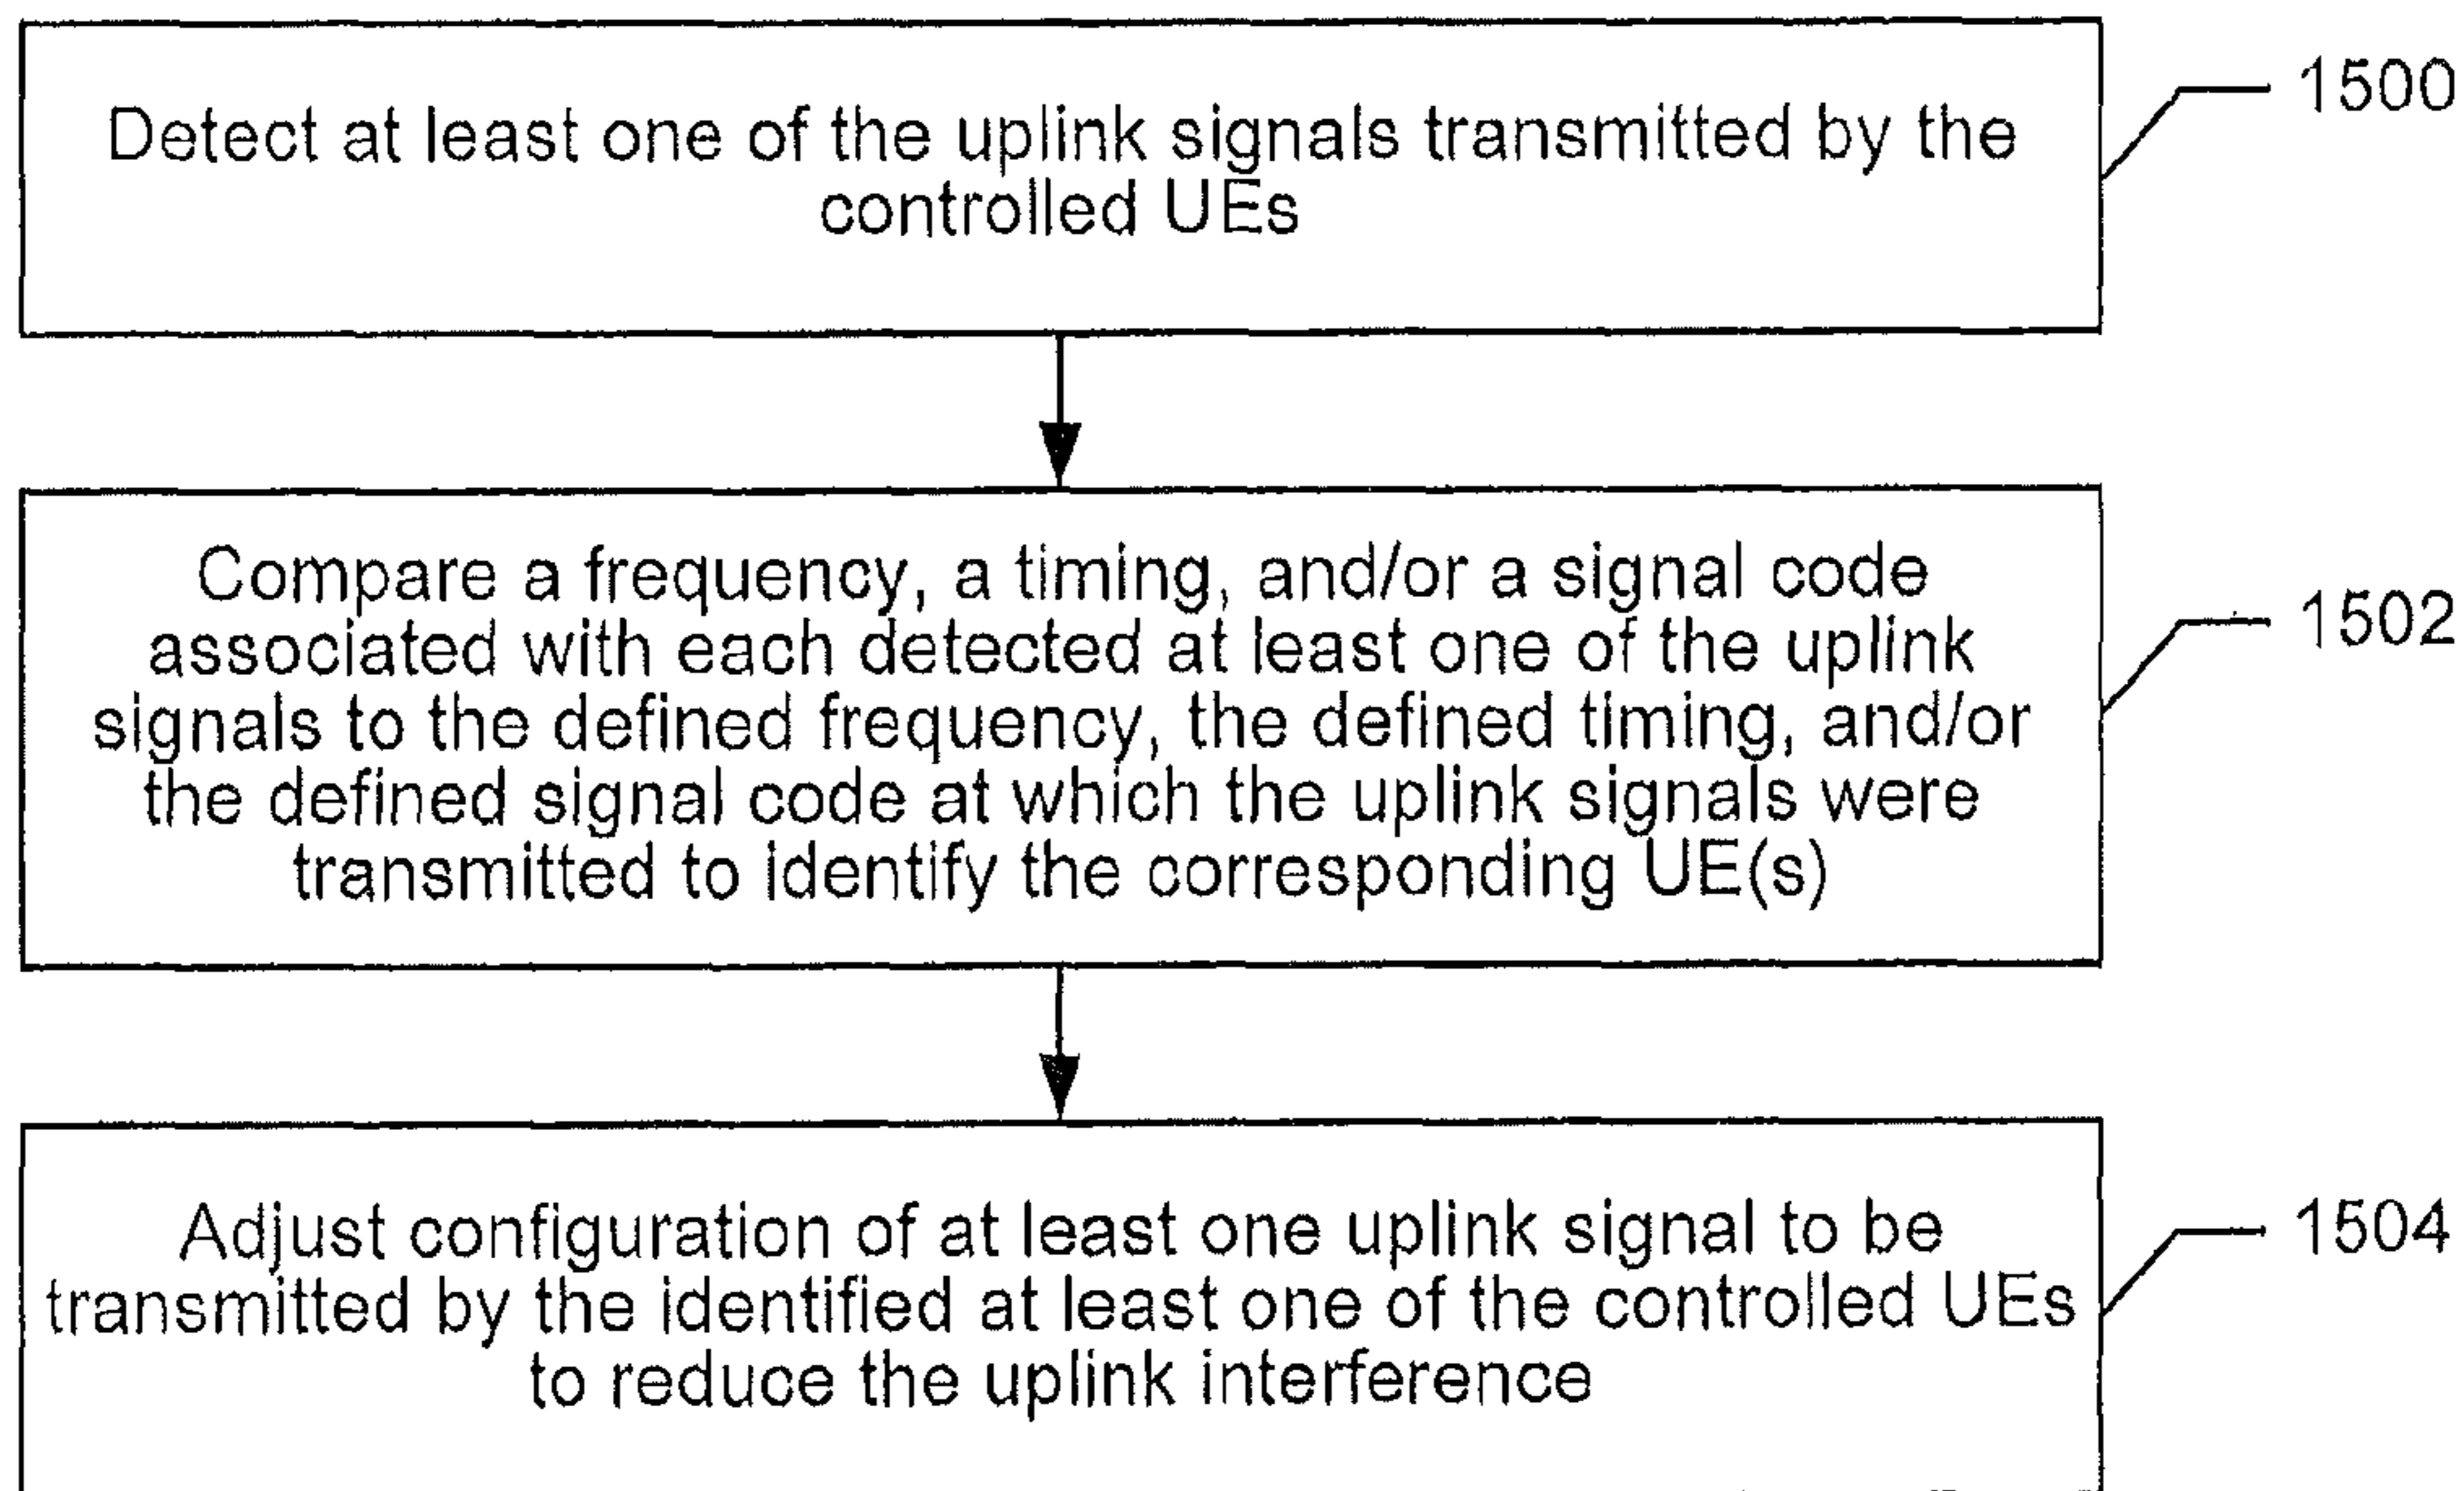 Detect at least one of the uplink signals transmitted by the
controlled UEs
1500
Compare a frequency, a timing, and/or a signal code
associated with each detected at least one of the uplink
signals to the defined frequency, the defined timing, and/or
the defined signal code at which the uplink signals were
transmitted to identify the corresponding UE(s)
1502
Adjust configuration of at least one uplink signal to be
transmitted by the identified at least one of the controlled UEs
to reduce the uplink interference
1504